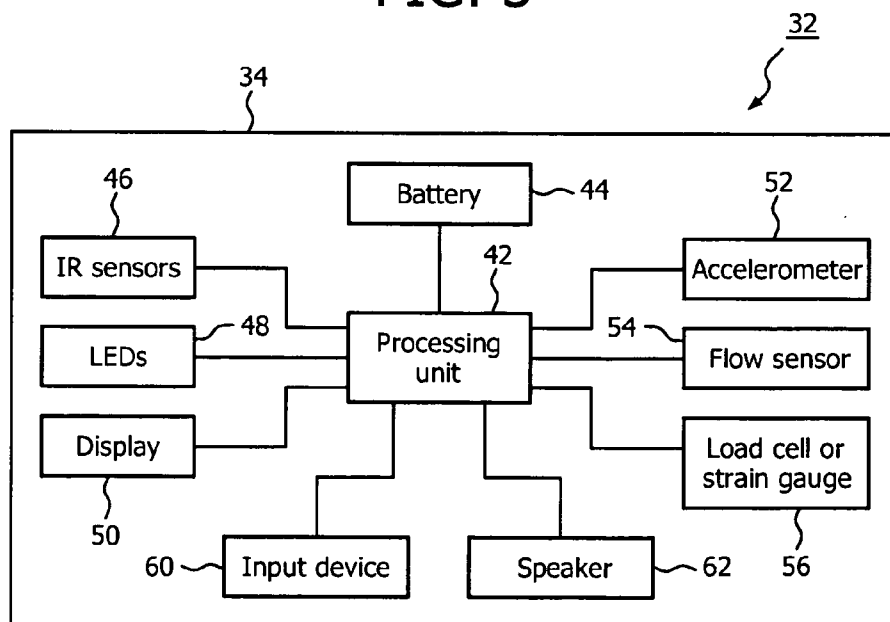 FIG.
32
34
46
Battery
44
52
IR sensors
42
Accelerometer
48
54
LEDs
Processing
unit
Flow sensor
Display
Load cell or
strain gauge
50
60
Input device
Speaker
62
56